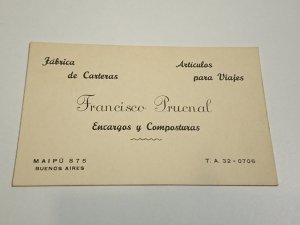 Fábrica
de Carteras
Artículos
para Viajes
Francisco Prucnal
Encargos y Composturas
MAIPÚ 875
BUENOS AIRES
T. A. 32-0706